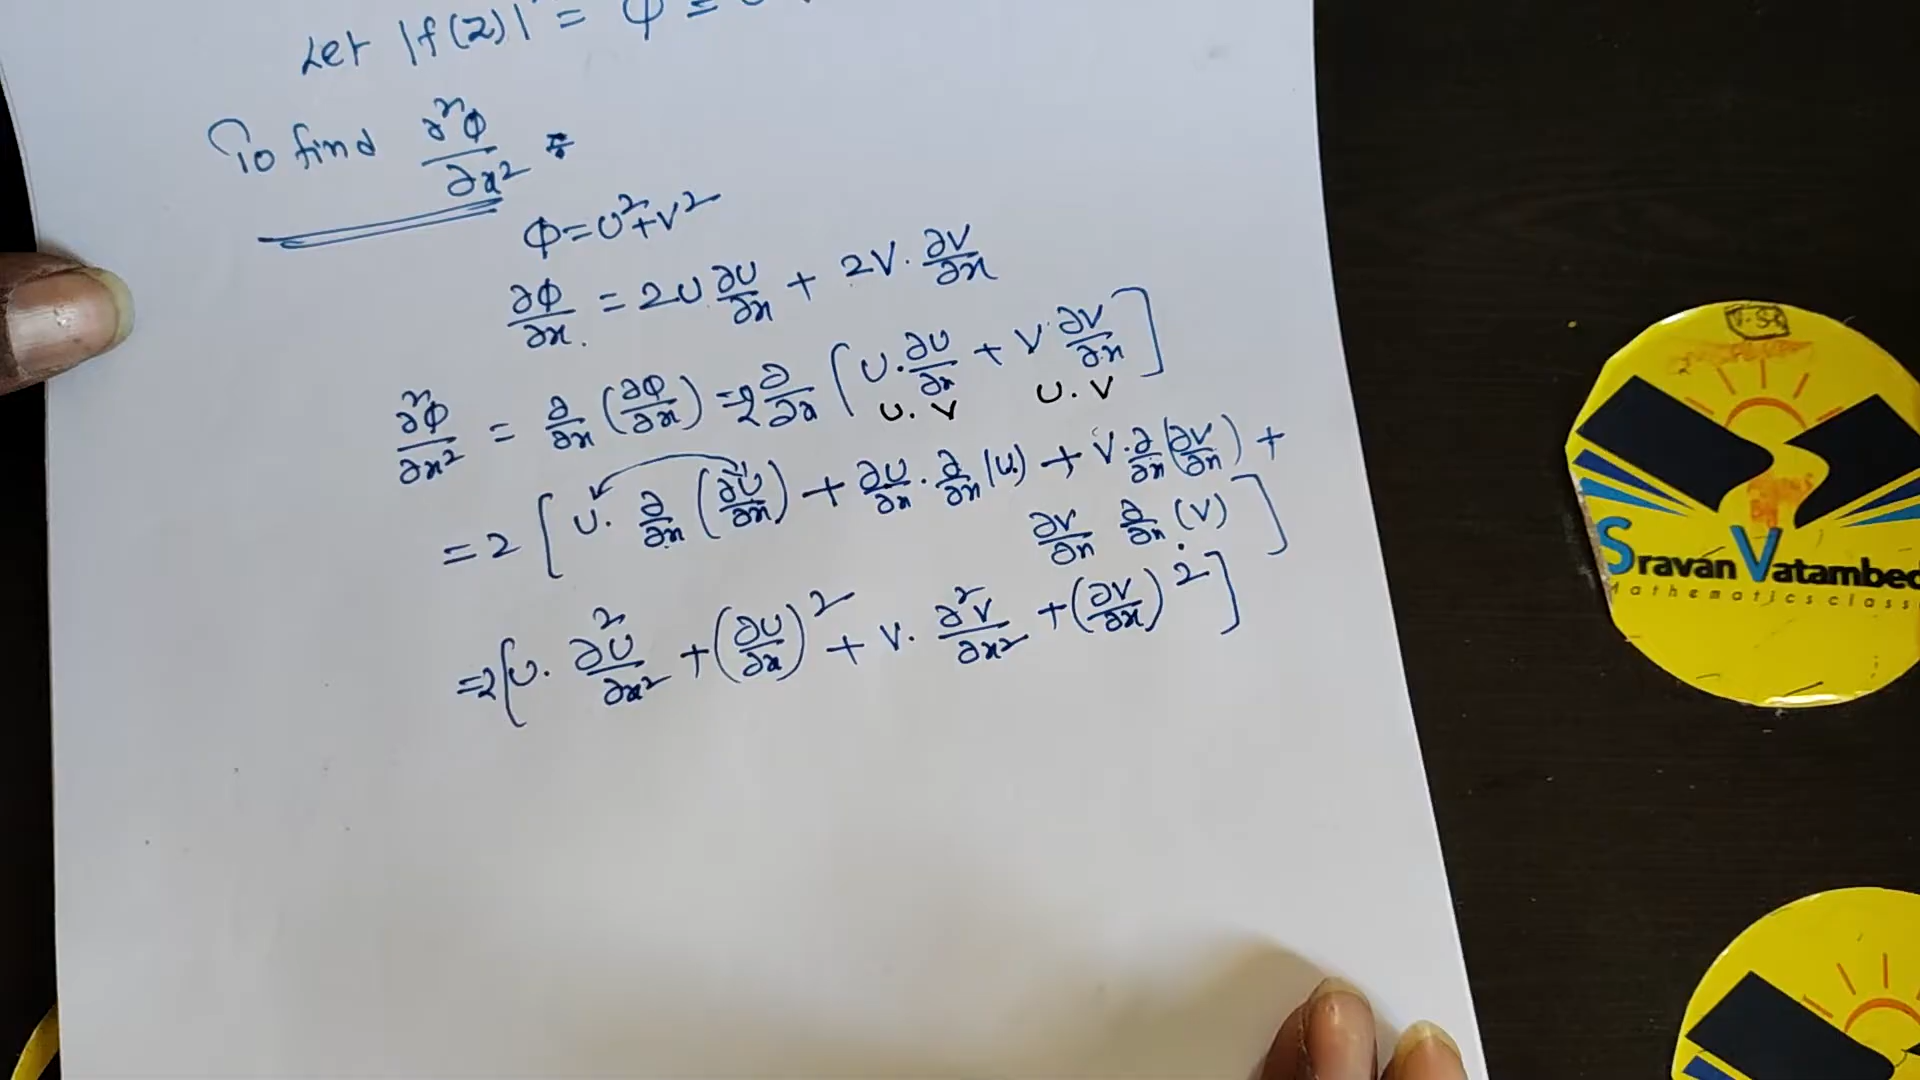 Let |f(z)|² = φ =
To find ∂²φ/∂x² :
φ = u² + v²
∂φ/∂x = 2u ∂u/∂x + 2v · ∂v/∂x
∂²φ/∂x² = ∂/∂x (∂φ/∂x) = 2 ∂/∂x [u · ∂u/∂x + v · ∂v/∂x]
u . v u . v
= 2 [u · ∂/∂x (∂u/∂x) + ∂u/∂x · ∂/∂x (u) + v · ∂/∂x (∂v/∂x) +
∂v/∂x ∂/∂x (v)]
= 2 [u · ∂²u/∂x² + (∂u/∂x)² + v · ∂²v/∂x² + (∂v/∂x)²]
Sravan Vatambed
Mathematics class